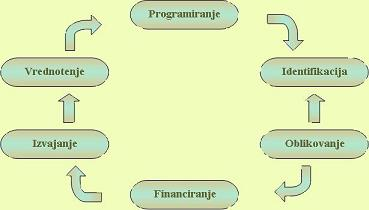 Programiranje
Vrednotenje
Identifikacija
Izvajanje
Oblikovanje
Financiranje